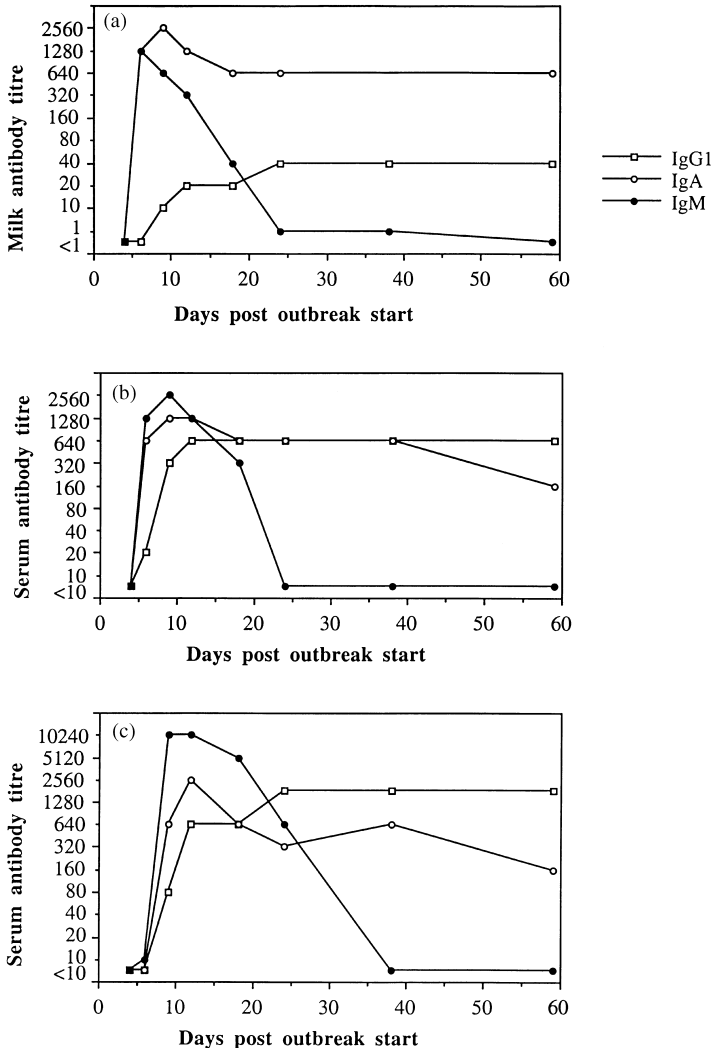 (a)
Milk antibody titre
2560
1280
640
320
160
80
40
20
10
1
<1
0 10 20 30 40 50 60
Days post outbreak start
IgG1
IgA
IgM
(b)
Serum antibody titre
2560
1280
640
320
160
80
40
20
10
<10
0 10 20 30 40 50 60
Days post outbreak start
(c)
Serum antibody titre
10240
5120
2560
1280
640
320
160
80
40
20
10
<10
0 10 20 30 40 50 60
Days post outbreak start